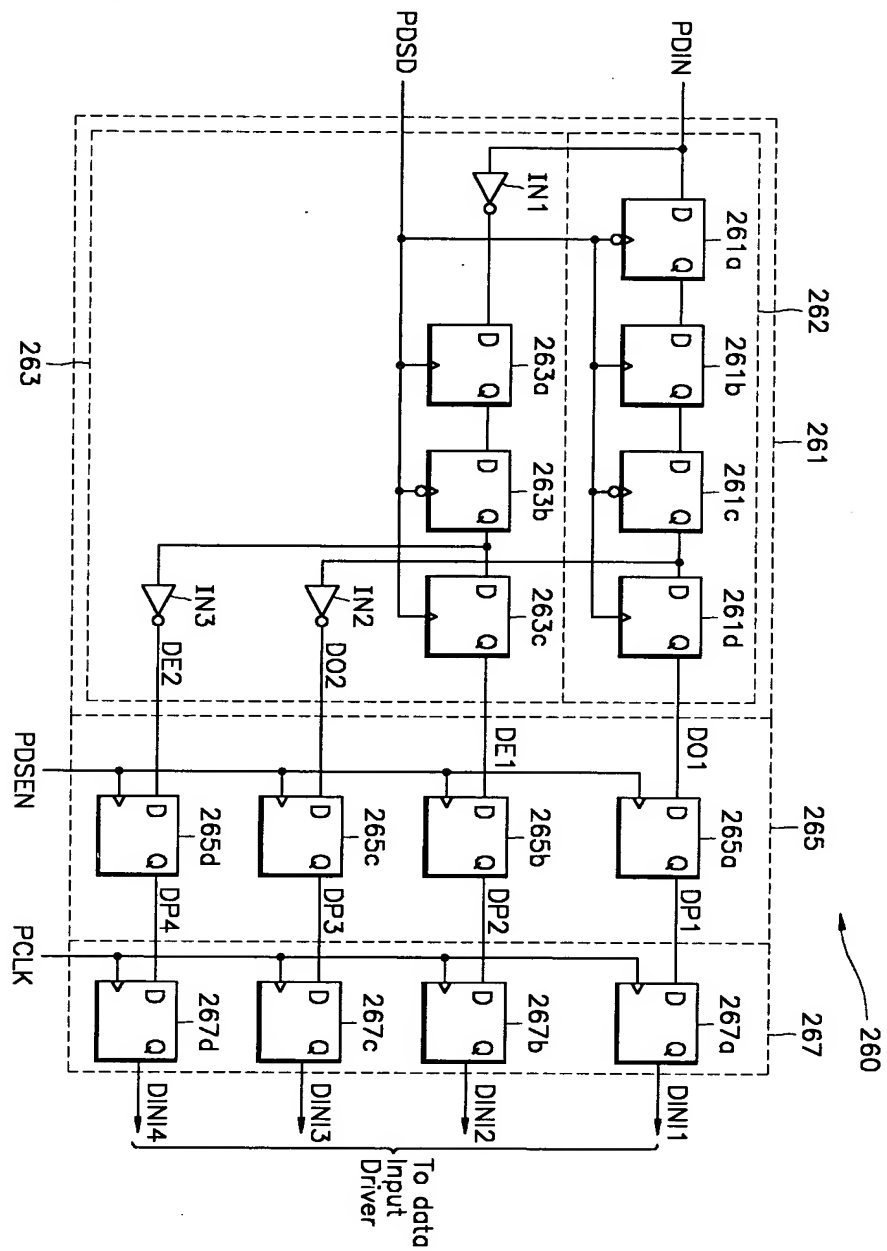 260
PDIN
PDSD
261
262
261a
D Q
261b
D Q
261c
D Q
261d
D Q
IN1
263a
D Q
263b
D Q
263c
D Q
IN2
IN3
263
DO1
DE1
DO2
DE2
265
PDSEN
265a
D Q
265b
D Q
265c
D Q
265d
D Q
DP1
DP2
DP3
DP4
267
PCLK
267a
D Q
267b
D Q
267c
D Q
267d
D Q
DINI1
DINI2
DINI3
DINI4
To data
Input
Driver